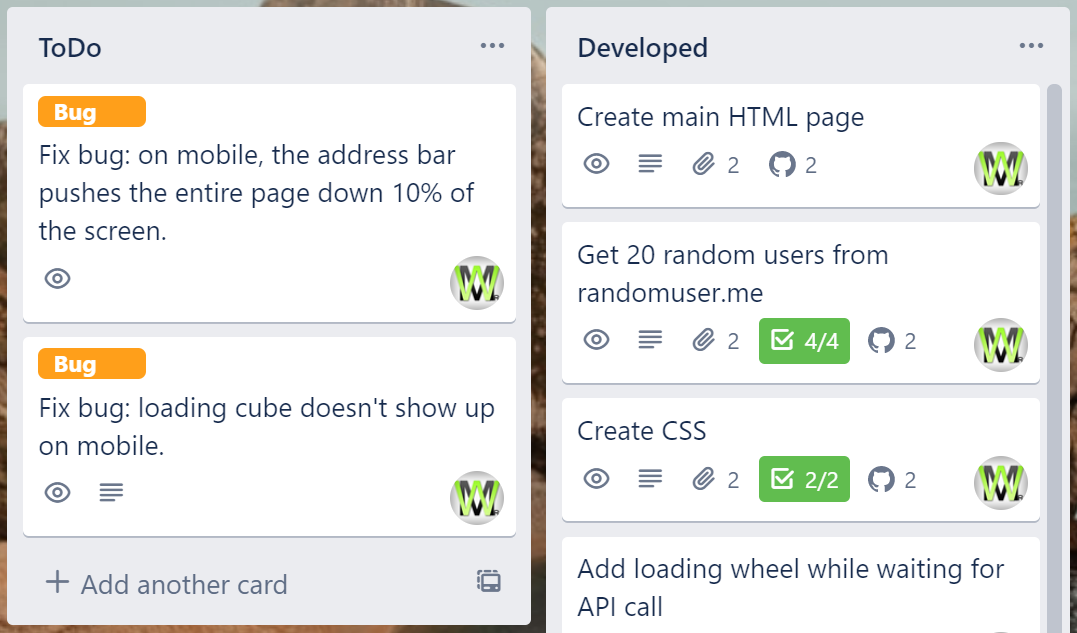 ToDo
Bug
Fix bug: on mobile, the address bar
pushes the entire page down 10% of
the screen.
Bug
Fix bug: loading cube doesn't show up
on mobile.
Add another card
Developed
Create main HTML page
2 2
Get 20 random users from
randomuser.me
2 4/4 2
Create CSS
2 2/2 2
Add loading wheel while waiting for
API call